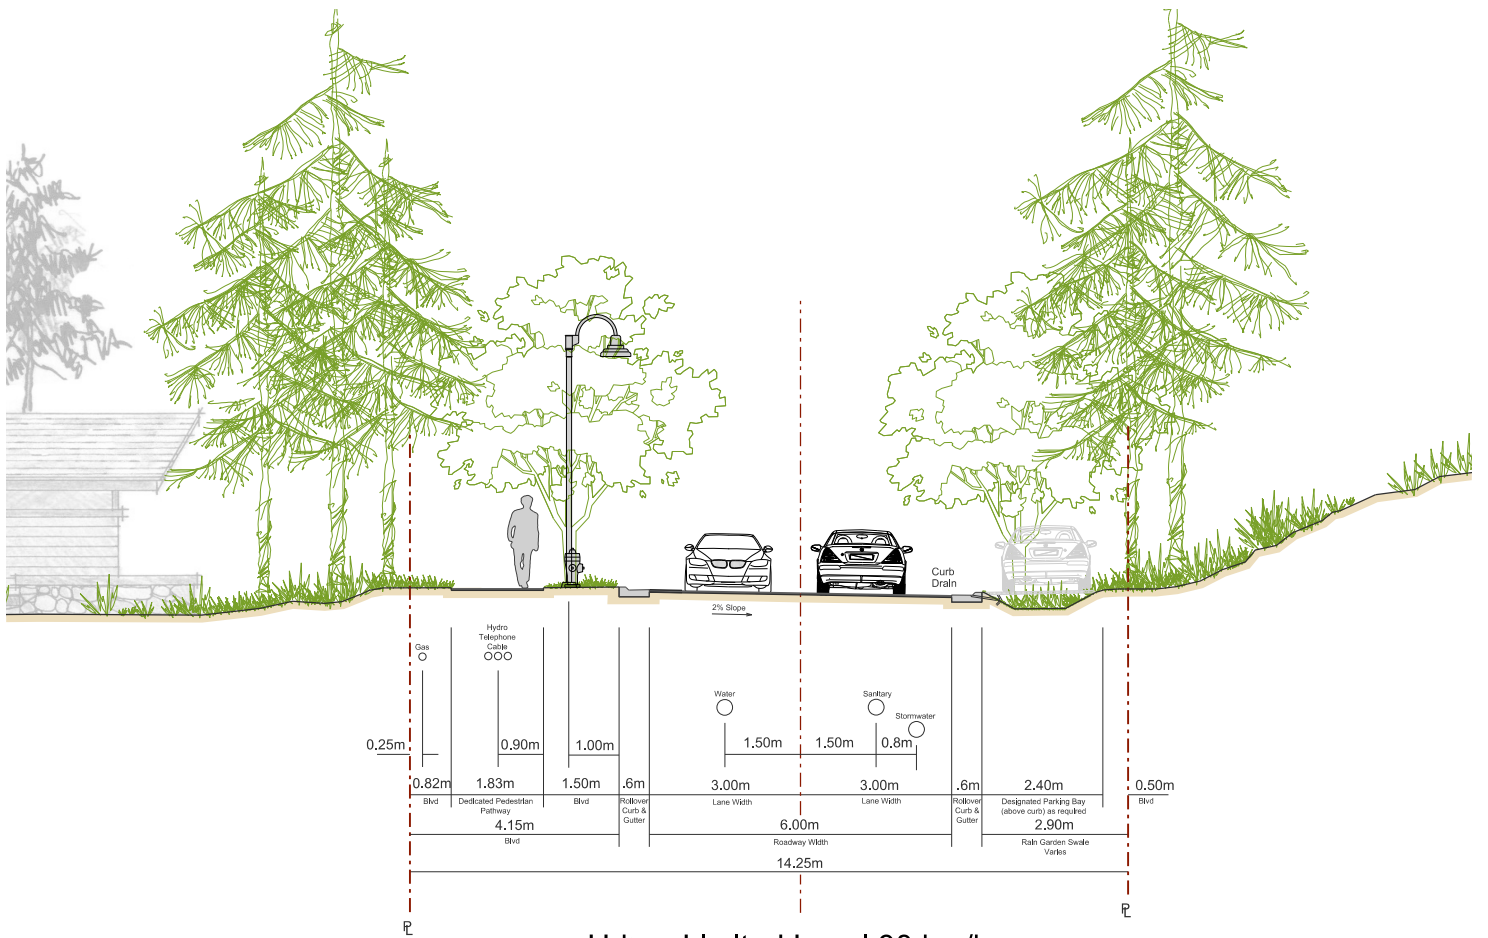 Curb
Drain
2% Slope
Hydro
Telephone
Cable
Gas
Water
Sanitary
Stormwater
0.25m
0.90m
1.00m
1.50m
1.50m
0.8m
0.82m
1.83m
1.50m
.6m
3.00m
3.00m
.6m
2.40m
0.50m
Blvd
Dedicated Pedestrian
Pathway
Blvd
Rollover
Curb &
Gutter
Lane Width
Lane Width
Rollover
Curb &
Gutter
Designated Parking Bay
(above curb) as required
Blvd
4.15m
Blvd
6.00m
Roadway Width
2.90m
Rain Garden Swale
Varies
14.25m
PL
PL